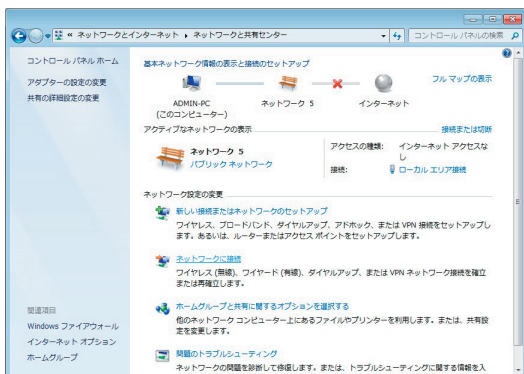 « ネットワークとインターネット ▸ ネットワークと共有センター
コントロール パネルの検索
コントロール パネル ホーム
アダプターの設定の変更
共有の詳細設定の変更
基本ネットワーク情報の表示と接続のセットアップ
フル マップの表示
ADMIN-PC
(このコンピューター)
ネットワーク 5
インターネット
アクティブなネットワークの表示
接続または切断
ネットワーク 5
パブリック ネットワーク
アクセスの種類: インターネット アクセスな
し
接続: ローカル エリア接続
ネットワーク設定の変更
新しい接続またはネットワークのセットアップ
ワイヤレス、ブロードバンド、ダイヤルアップ、アドホック、または VPN 接続をセットアップし
ます。あるいは、ルーターまたはアクセス ポイントをセットアップします。
ネットワークに接続
ワイヤレス (無線)、ワイヤード (有線)、ダイヤルアップ、または VPN ネットワーク接続を確立
または再確立します。
ホームグループと共有に関するオプションを選択する
他のネットワーク コンピューター上にあるファイルやプリンターを利用します。または、共有設
定を変更します。
問題のトラブルシューティング
ネットワークの問題を診断して修復します。または、トラブルシューティングに関する情報を入
関連項目
Windows ファイアウォール
インターネット オプション
ホームグループ